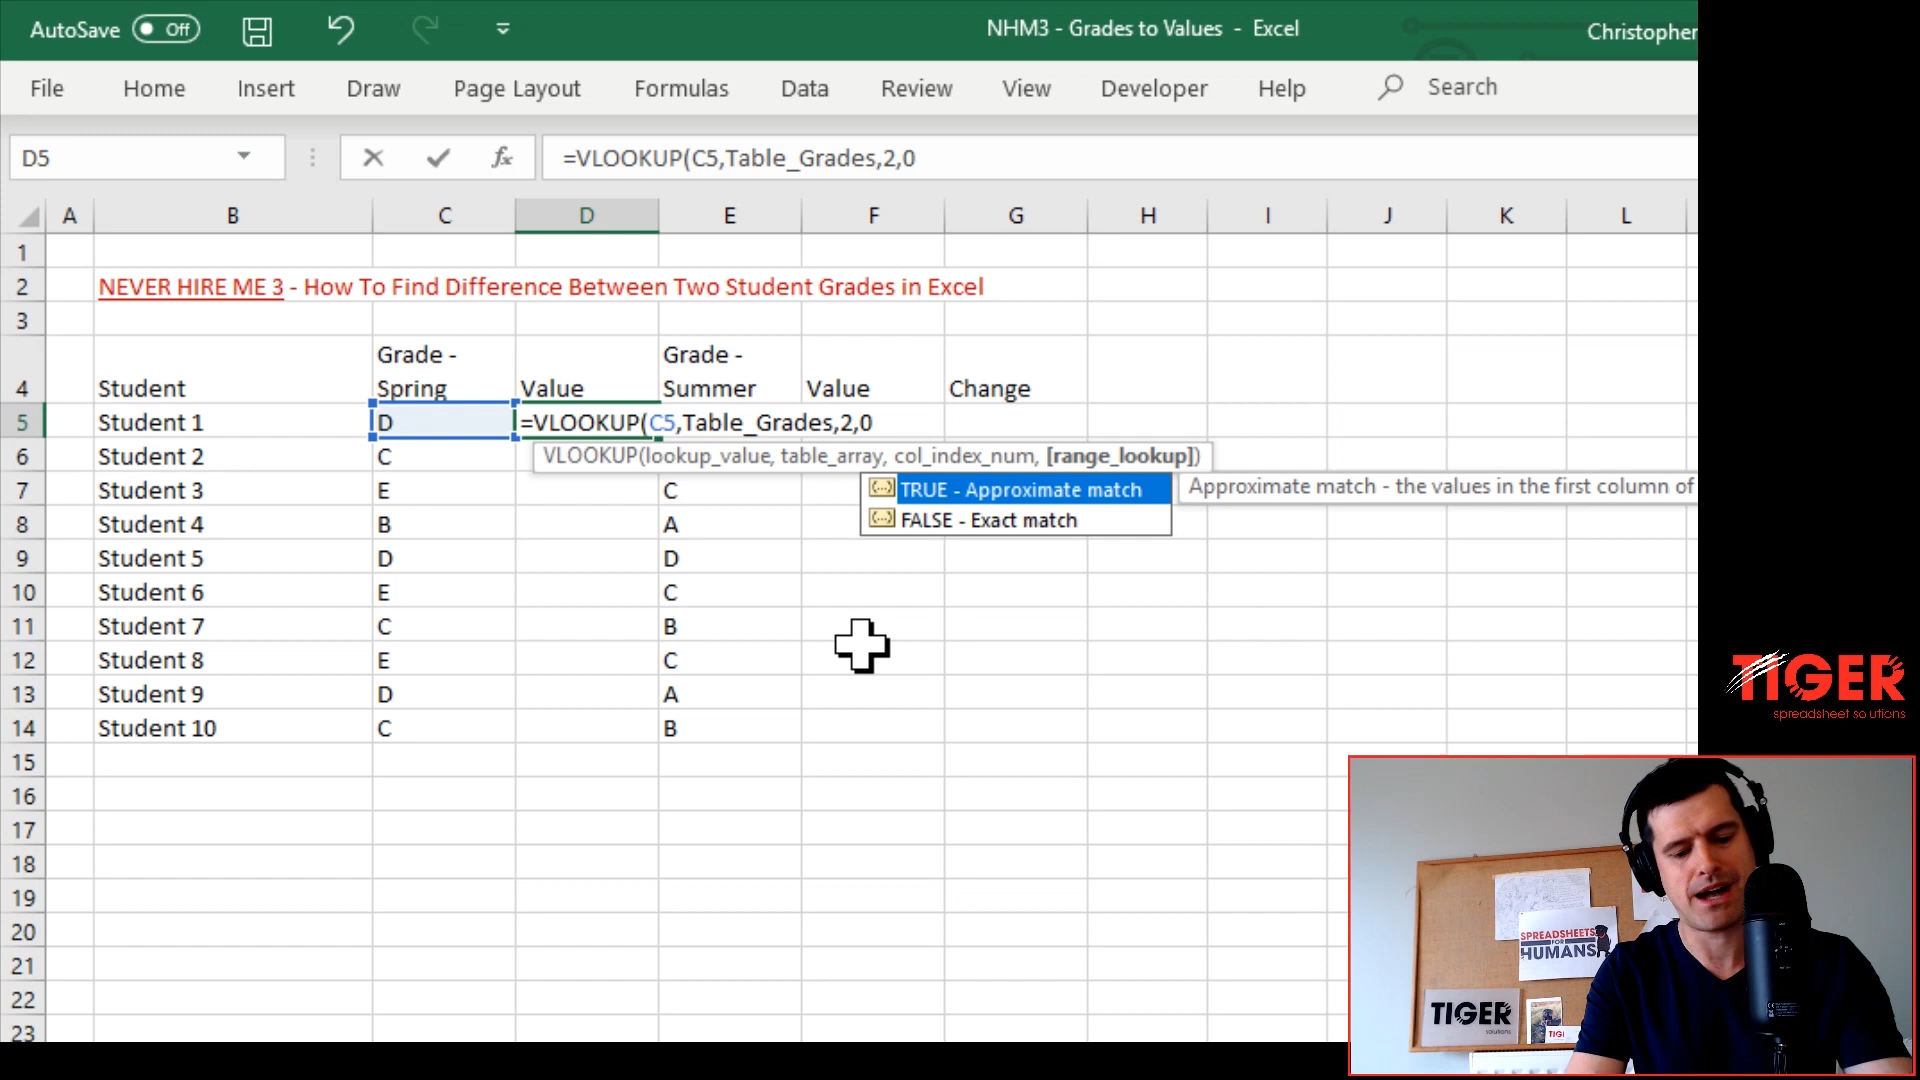 AutoSave Off NHM3 - Grades to Values - Excel Christopher
File Home Insert Draw Page Layout Formulas Data Review View Developer Help Search
D5 fx =VLOOKUP(C5,Table_Grades,2,0
A B C D E F G H I J K L
1
2 NEVER HIRE ME 3 - How To Find Difference Between Two Student Grades in Excel
3
Grade - Grade -
4 Student Spring Value Summer Value Change
5 Student 1 D =VLOOKUP(C5,Table_Grades,2,0
6 Student 2 C VLOOKUP(lookup_value, table_array, col_index_num, [range_lookup])
7 Student 3 E C TRUE - Approximate match Approximate match - the values in the first column of
8 Student 4 B A FALSE - Exact match
9 Student 5 D D
10 Student 6 E C
11 Student 7 C B
12 Student 8 E C
13 Student 9 D A
14 Student 10 C B
15
16
17
18
19
20
21
22
23
TIGER
spreadsheet solutions
SPREADSHEETS
FOR
HUMANS
TIGER
solutions
TIGI